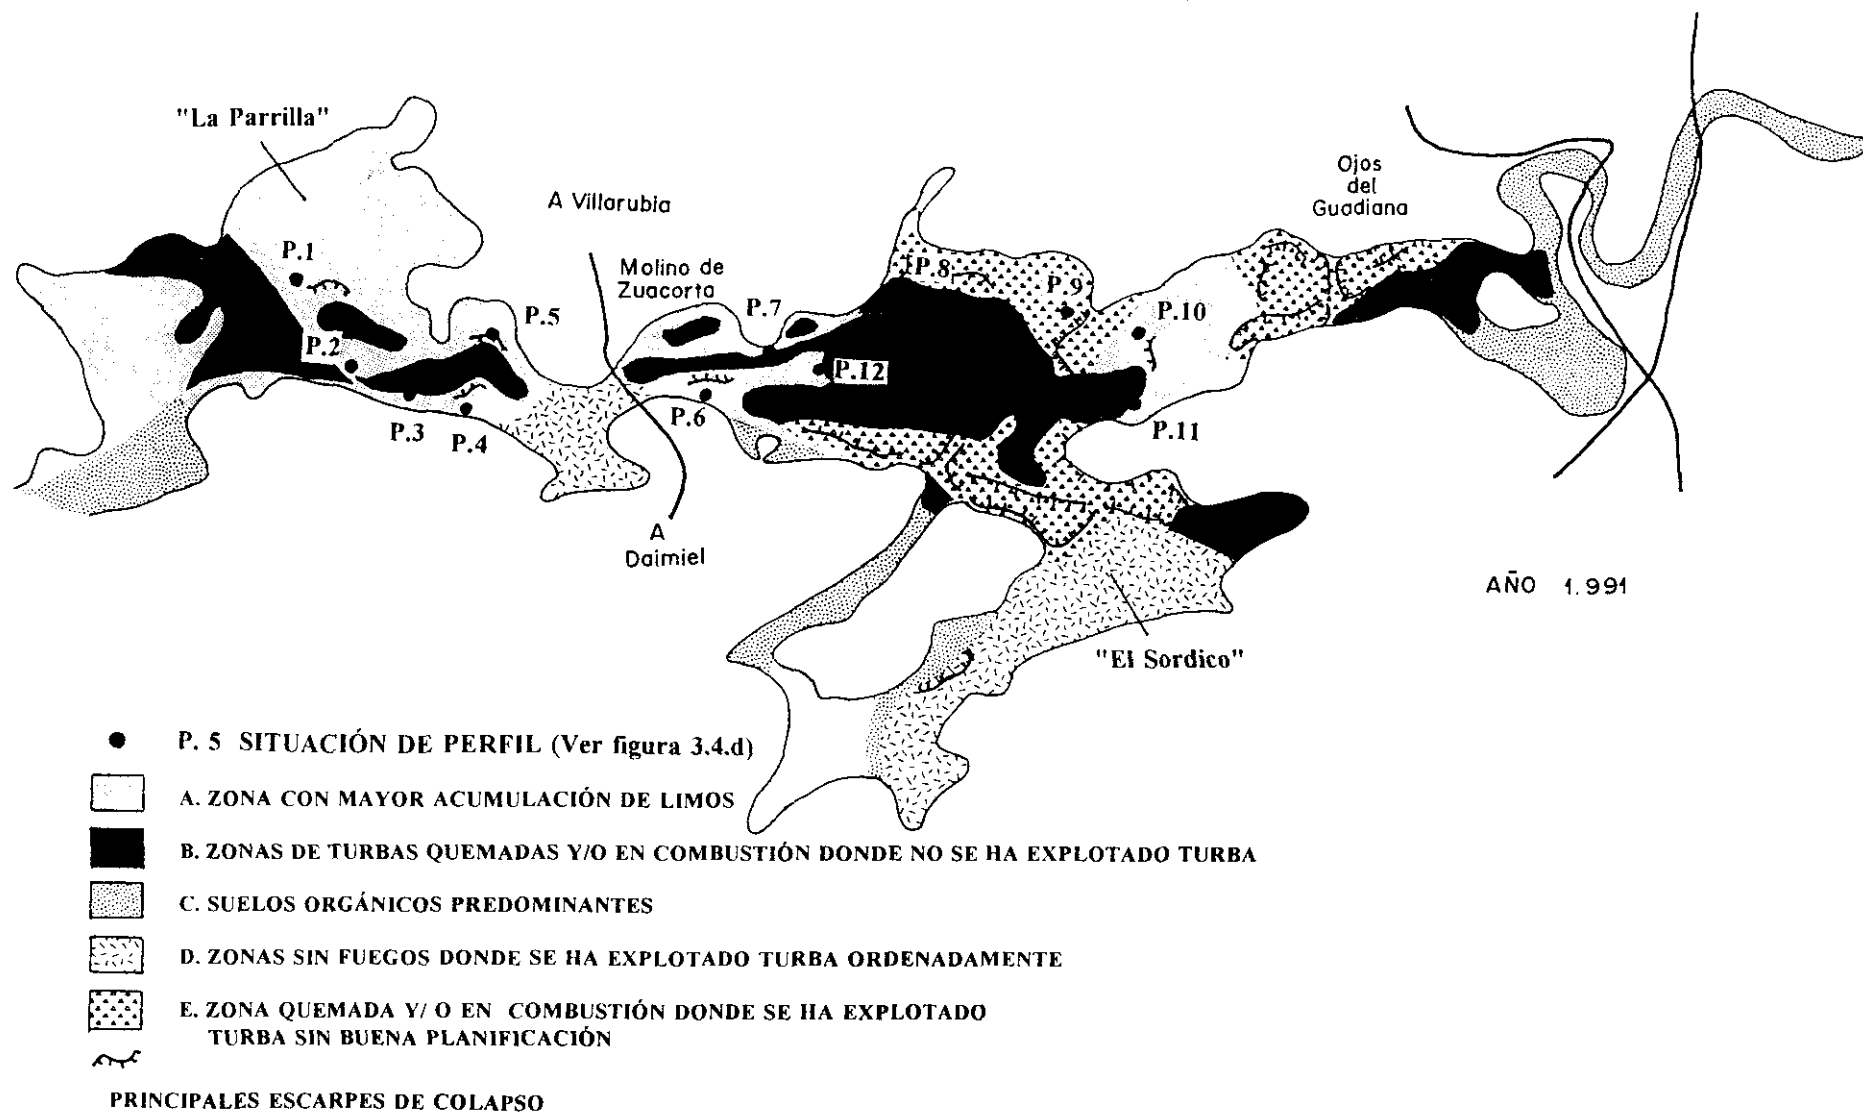 "La Parrilla"
A Villarubia
Ojos
del
Guadiana
P.1
Molino de
Zuacorta
P.8
P.9
P.10
P.7
P.5
P.2
P.12
P.6
P.3
P.4
P.11
A
Daimiel
AÑO 1.991
"El Sordico"
P. 5 SITUACIÓN DE PERFIL (Ver figura 3.4.d)
A. ZONA CON MAYOR ACUMULACIÓN DE LIMOS
B. ZONAS DE TURBAS QUEMADAS Y/O EN COMBUSTIÓN DONDE NO SE HA EXPLOTADO TURBA
C. SUELOS ORGÁNICOS PREDOMINANTES
D. ZONAS SIN FUEGOS DONDE SE HA EXPLOTADO TURBA ORDENADAMENTE
E. ZONA QUEMADA Y/ O EN COMBUSTIÓN DONDE SE HA EXPLOTADO
TURBA SIN BUENA PLANIFICACIÓN
PRINCIPALES ESCARPES DE COLAPSO